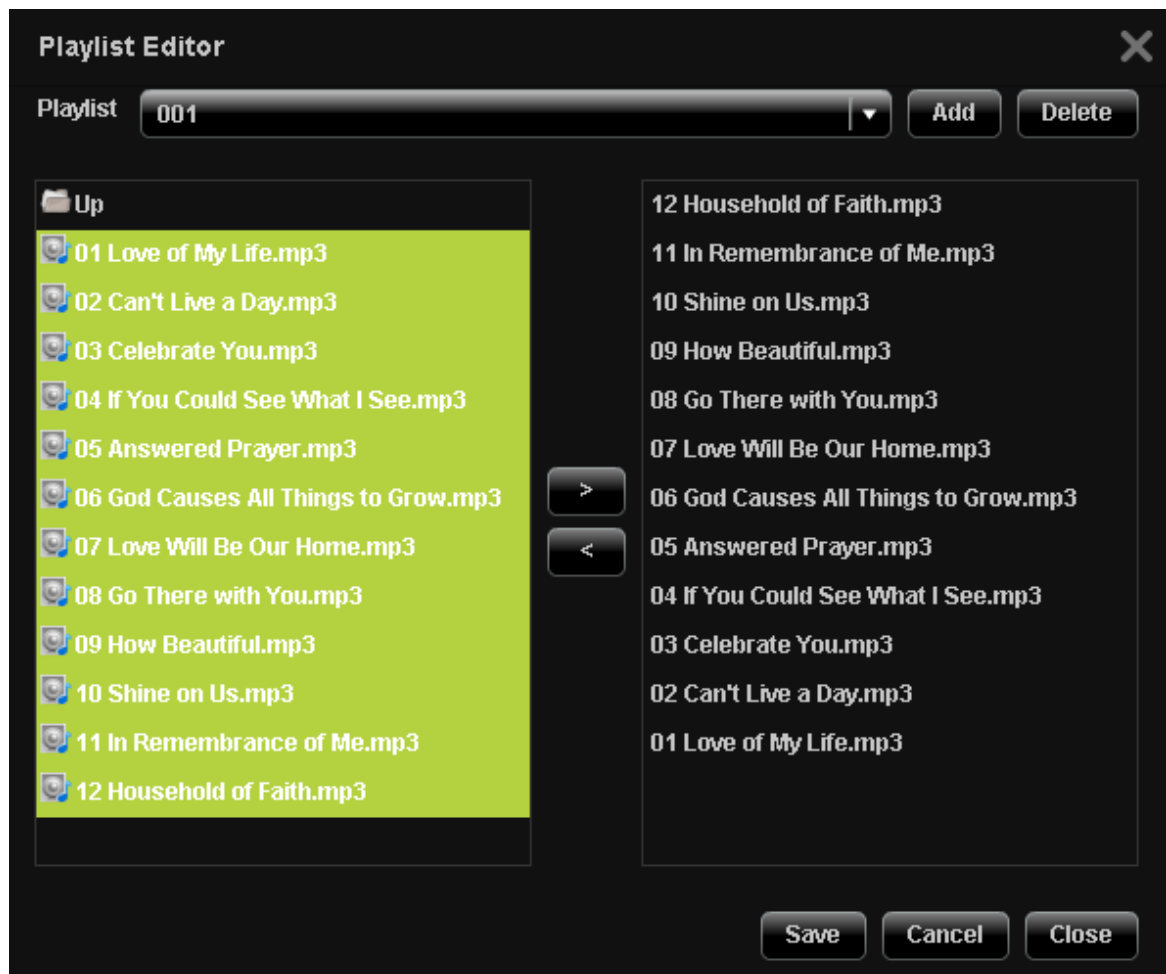 Playlist Editor
Playlist
001
Add
Delete
Up
01 Love of My Life.mp3
02 Can't Live a Day.mp3
03 Celebrate You.mp3
04 If You Could See What I See.mp3
05 Answered Prayer.mp3
06 God Causes All Things to Grow.mp3
07 Love Will Be Our Home.mp3
08 Go There with You.mp3
09 How Beautiful.mp3
10 Shine on Us.mp3
11 In Remembrance of Me.mp3
12 Household of Faith.mp3
>
<
12 Household of Faith.mp3
11 In Remembrance of Me.mp3
10 Shine on Us.mp3
09 How Beautiful.mp3
08 Go There with You.mp3
07 Love Will Be Our Home.mp3
06 God Causes All Things to Grow.mp3
05 Answered Prayer.mp3
04 If You Could See What I See.mp3
03 Celebrate You.mp3
02 Can't Live a Day.mp3
01 Love of My Life.mp3
Save
Cancel
Close